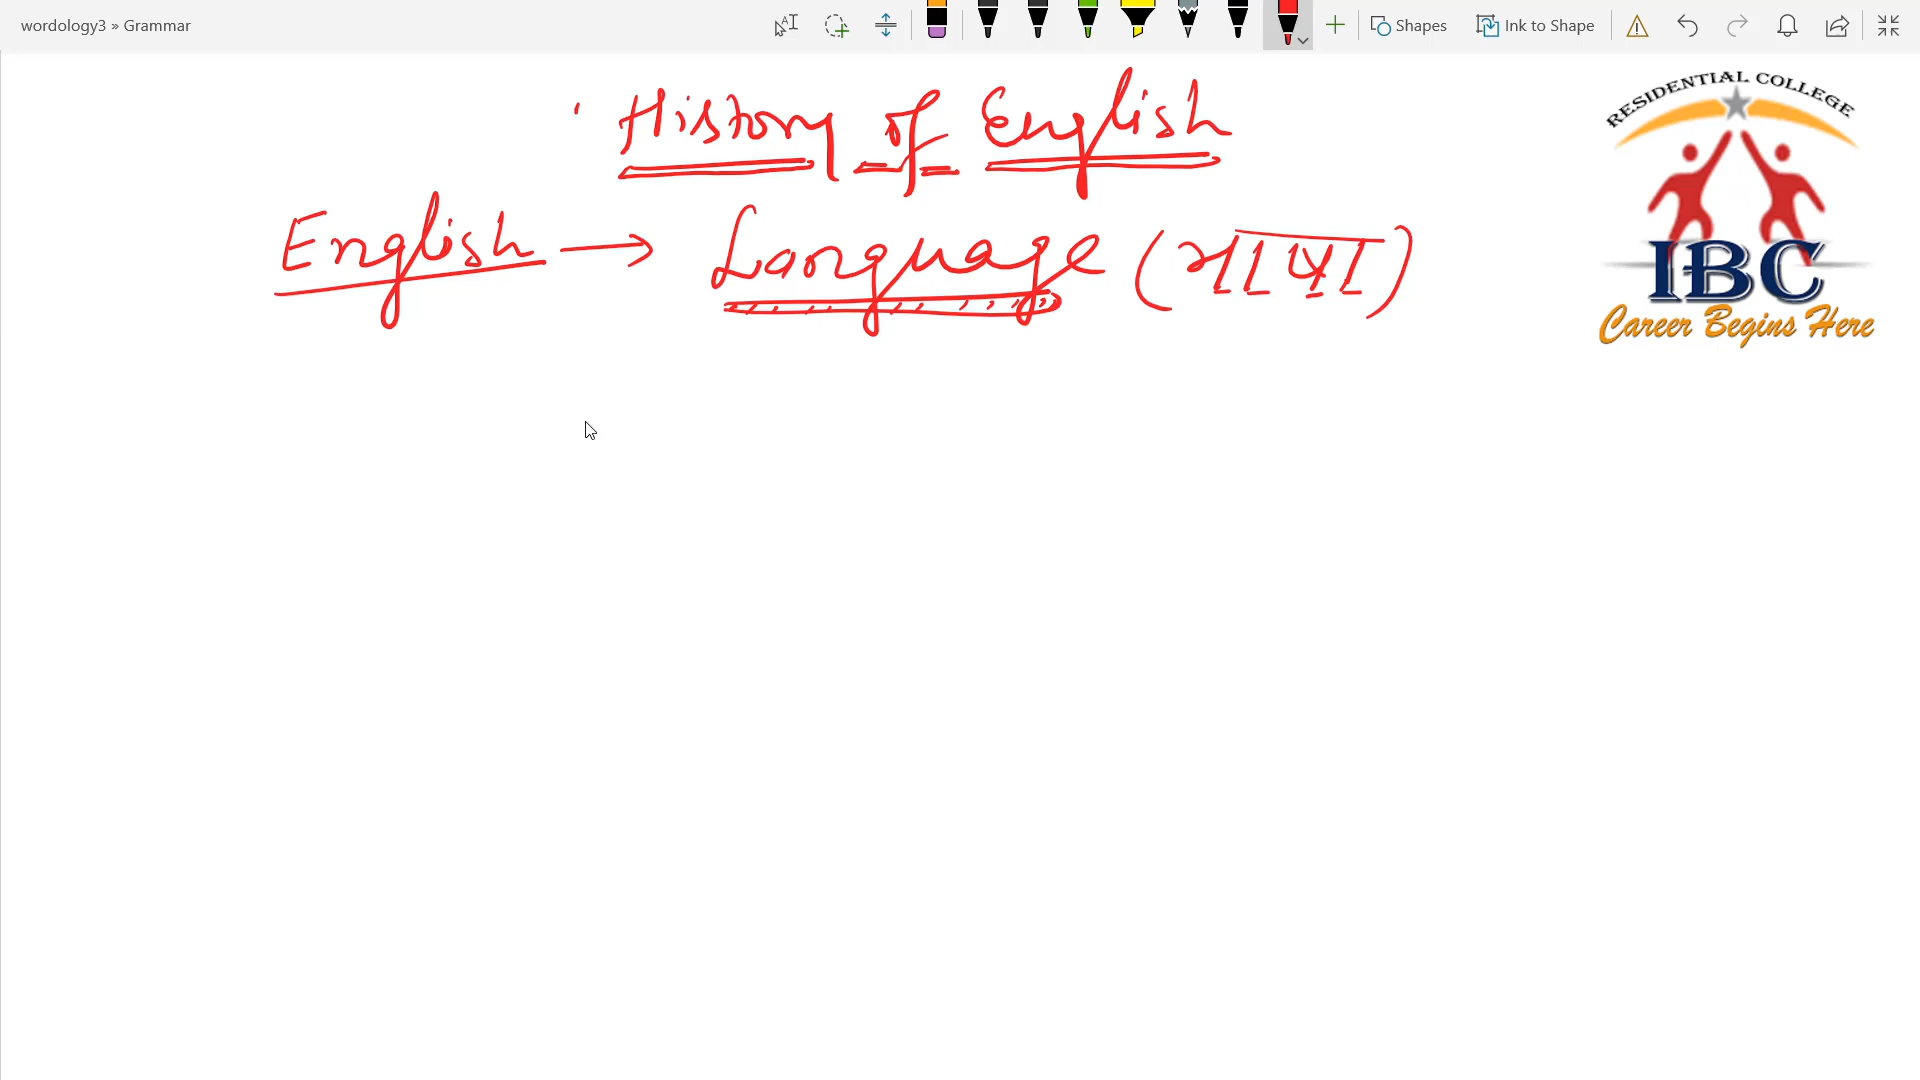 wordology3 » Grammar
Shapes
Ink to Shape
History of English
English → Language (भाषा)
RESIDENTIAL COLLEGE
IBC
Career Begins Here